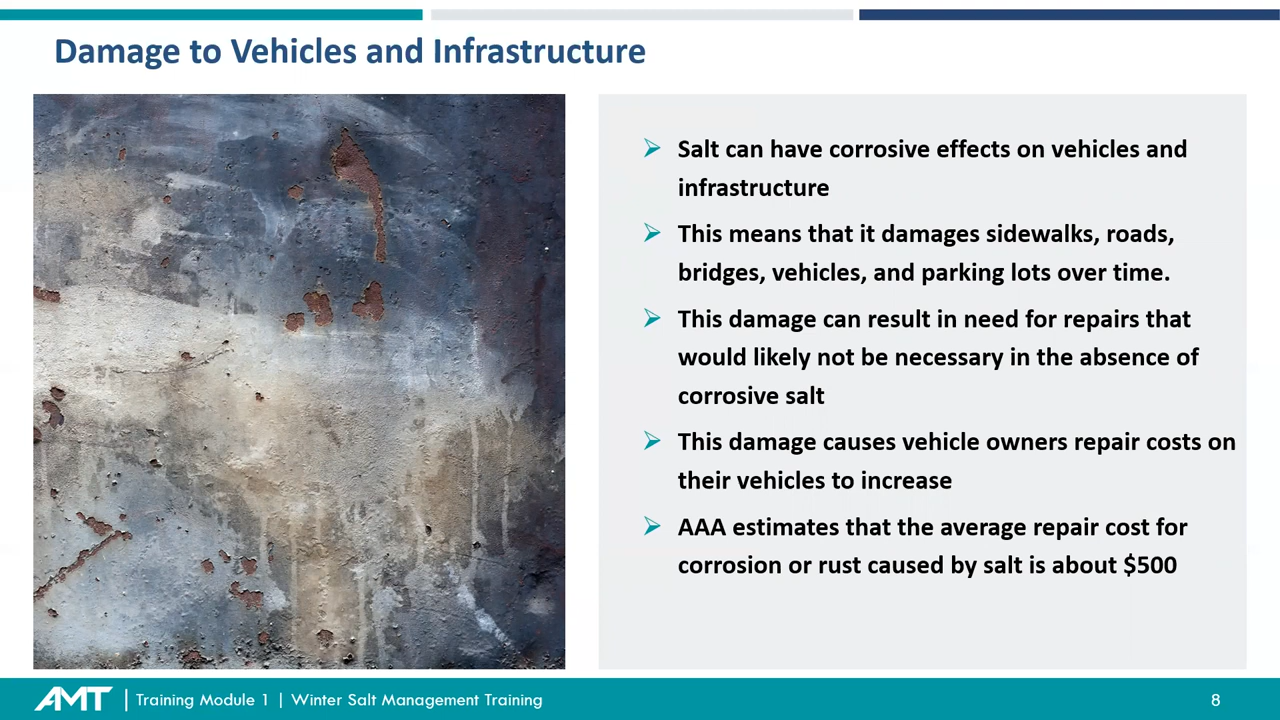 Damage to Vehicles and Infrastructure
Salt can have corrosive effects on vehicles and
infrastructure
This means that it damages sidewalks, roads,
bridges, vehicles, and parking lots over time.
This damage can result in need for repairs that
would likely not be necessary in the absence of
corrosive salt
This damage causes vehicle owners repair costs on
their vehicles to increase
AAA estimates that the average repair cost for
corrosion or rust caused by salt is about $500
AMT | Training Module 1 | Winter Salt Management Training
8